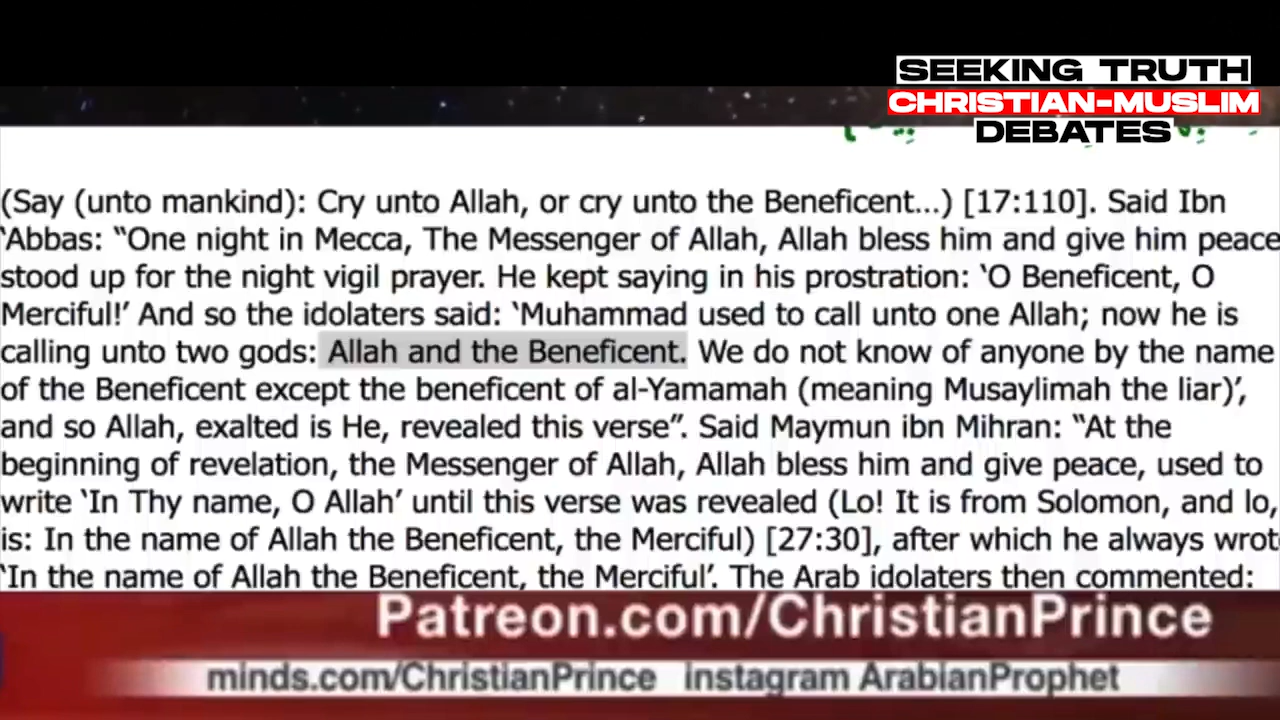 SEEKING TRUTH
CHRISTIAN-MUSLIM
DEBATES
(Say (unto mankind): Cry unto Allah, or cry unto the Beneficent...) [17:110]. Said Ibn
‘Abbas: “One night in Mecca, The Messenger of Allah, Allah bless him and give him peace
stood up for the night vigil prayer. He kept saying in his prostration: ‘O Beneficent, O
Merciful!’ And so the idolaters said: ‘Muhammad used to call unto one Allah; now he is
calling unto two gods: Allah and the Beneficent. We do not know of anyone by the name
of the Beneficent except the beneficent of al-Yamamah (meaning Musaylimah the liar)’,
and so Allah, exalted is He, revealed this verse”. Said Maymun ibn Mihran: “At the
beginning of revelation, the Messenger of Allah, Allah bless him and give peace, used to
write ‘In Thy name, O Allah’ until this verse was revealed (Lo! It is from Solomon, and lo,
is: In the name of Allah the Beneficent, the Merciful) [27:30], after which he always wrot
‘In the name of Allah the Beneficent, the Merciful’. The Arab idolaters then commented:
Patreon.com/ChristianPrince
minds.com/ChristianPrince instagram ArabianProphet